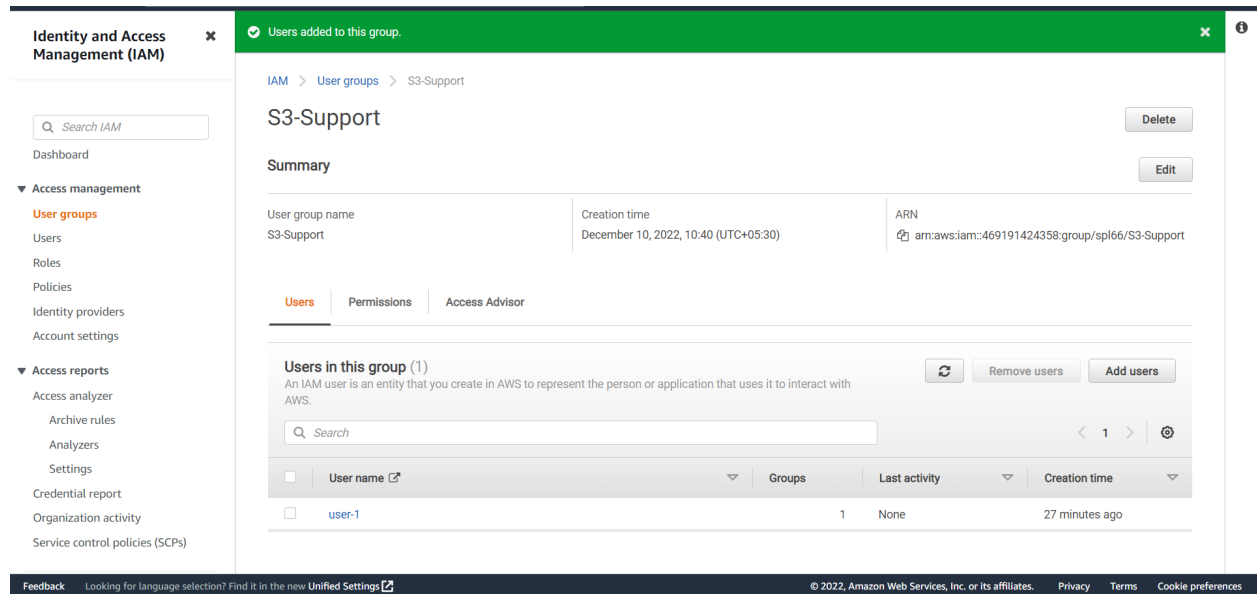 Identity and Access
Management (IAM)
Search IAM
Dashboard
Access management
User groups
Users
Roles
Policies
Identity providers
Account settings
Access reports
Access analyzer
Archive rules
Analyzers
Settings
Credential report
Organization activity
Service control policies (SCPs)
Users added to this group.
IAM > User groups > S3-Support
S3-Support
Delete
Summary
Edit
User group name
S3-Support
Creation time
December 10, 2022, 10:40 (UTC+05:30)
ARN
arn:aws:iam::469191424358:group/spl66/S3-Support
Users Permissions Access Advisor
Users in this group (1)
An IAM user is an entity that you create in AWS to represent the person or application that uses it to interact with
AWS.
Remove users Add users
Search
1
User name Groups Last activity Creation time
user-1 1 None 27 minutes ago
Feedback Looking for language selection? Find it in the new Unified Settings © 2022, Amazon Web Services, Inc. or its affiliates. Privacy Terms Cookie preferences